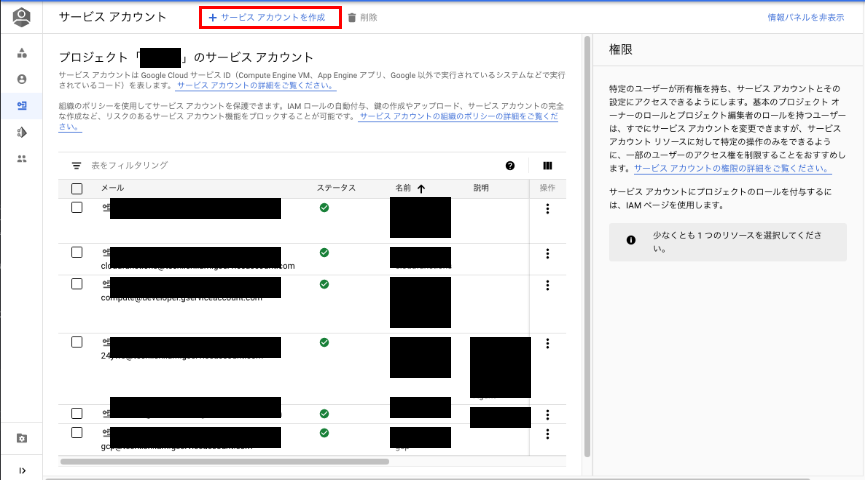 サービス アカウント
+ サービス アカウントを作成
削除
情報パネルを非表示
プロジェクト「 」のサービス アカウント
サービス アカウントは Google Cloud サービス ID（Compute Engine VM、App Engine アプリ、Google 以外で実行されているシステムなどで実行
されているコード）を表します。 サービス アカウントの詳細をご覧ください。
組織のポリシーを使用してサービス アカウントを保護できます。IAM ロールの自動付与、鍵の作成やアップロード、サービス アカウントの完全
な作成など、リスクのあるサービス アカウント機能をブロックすることが可能です。 サービス アカウントの組織のポリシーの詳細をご覧くだ
さい。
表をフィルタリング
メール ステータス 名前 説明 操作
権限
特定のユーザーが所有権を持ち、サービス アカウントとその
設定にアクセスできるようにします。基本のプロジェクト オ
ーナーのロールとプロジェクト編集者のロールを持つユーザー
は、すでにサービス アカウントを変更できますが、サービス
アカウント リソースに対して特定の操作のみをできるよう
に、一部のユーザーのアクセス権を制限することをおすすめし
ます。 サービス アカウントの権限の詳細をご覧ください。
サービス アカウントにプロジェクトのロールを付与するに
は、IAM ページを使用します。
少なくとも 1 つのリソースを選択してくださ
い。